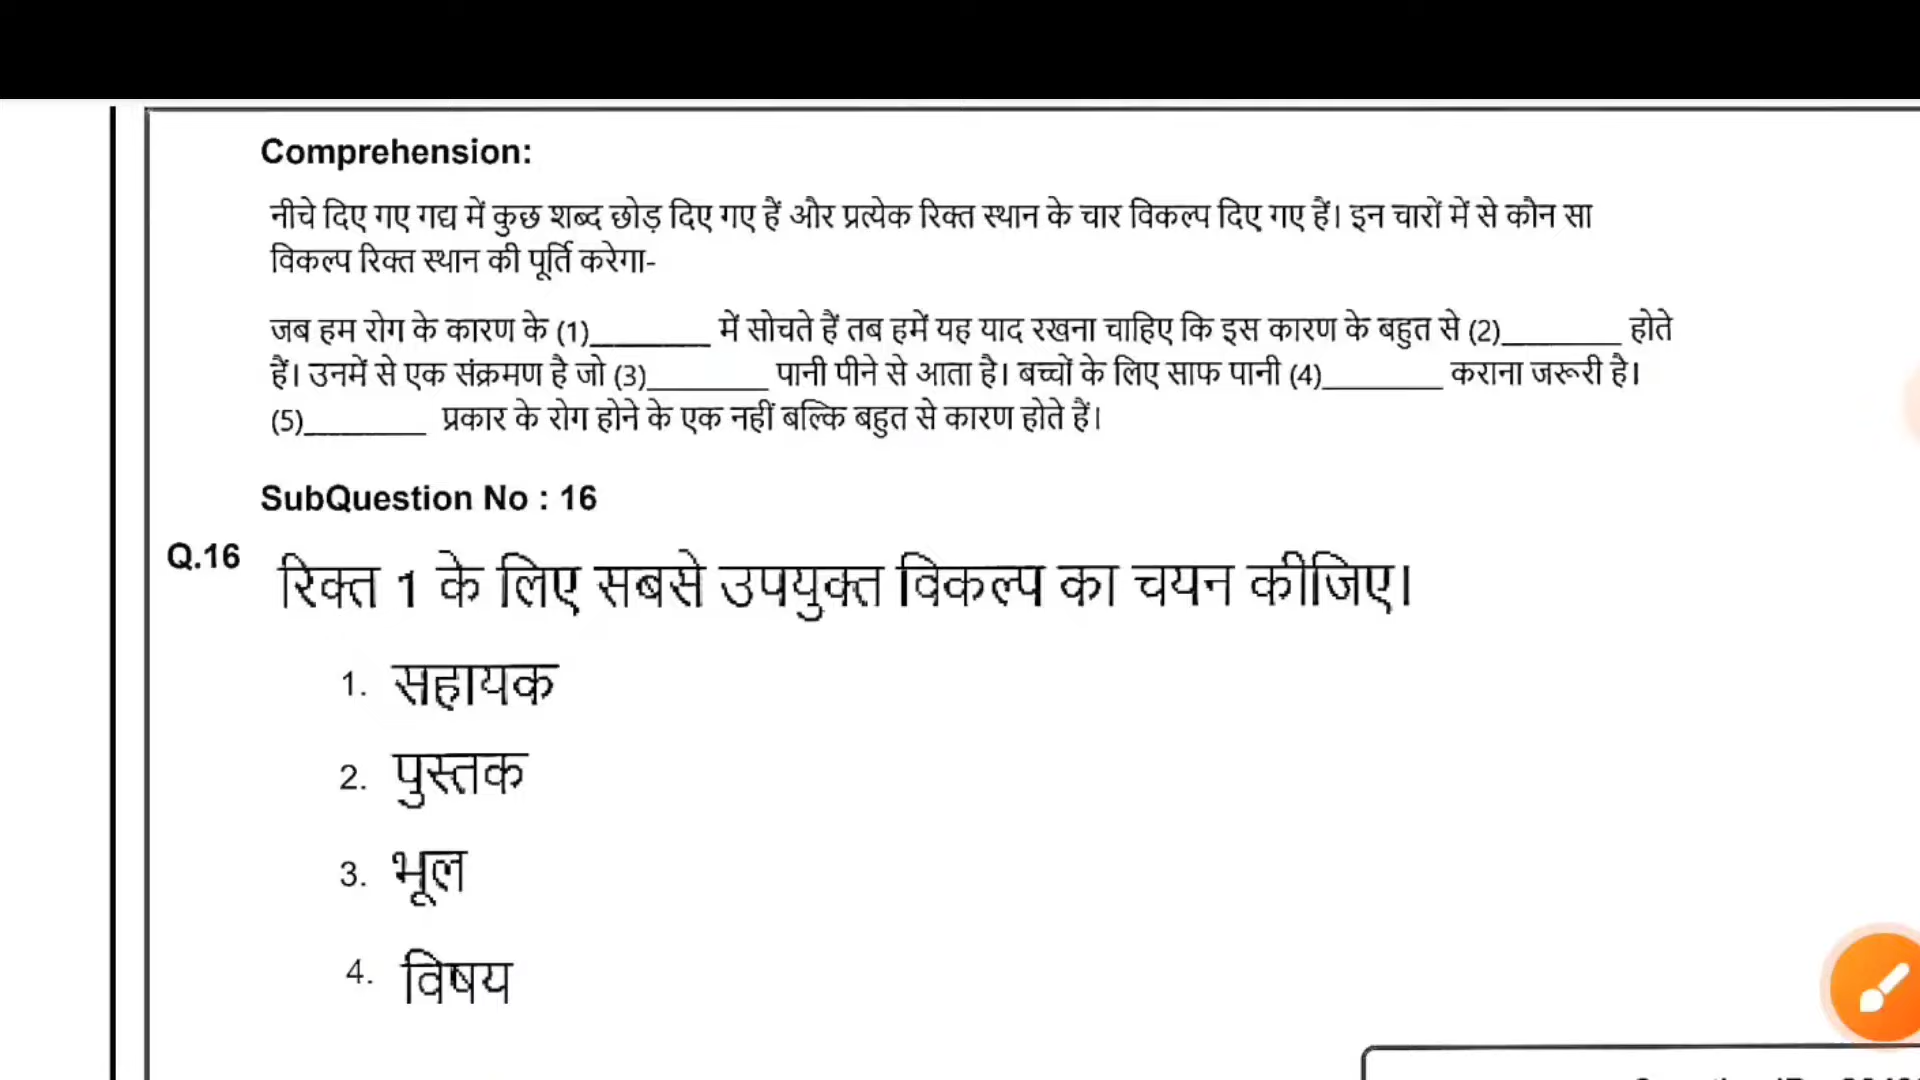 Comprehension:
नीचे दिए गए गद्य में कुछ शब्द छोड़ दिए गए हैं और प्रत्येक रिक्त स्थान के चार विकल्प दिए गए हैं। इन चारों में से कौन सा
विकल्प रिक्त स्थान की पूर्ति करेगा-
जब हम रोग के कारण के (1)________ में सोचते हैं तब हमें यह याद रखना चाहिए कि इस कारण के बहुत से (2)________ होते
हैं। उनमें से एक संक्रमण है जो (3)________ पानी पीने से आता है। बच्चों के लिए साफ पानी (4)________ कराना जरूरी है।
(5)________ प्रकार के रोग होने के एक नहीं बल्कि बहुत से कारण होते हैं।
SubQuestion No : 16
Q.16 रिक्त 1 के लिए सबसे उपयुक्त विकल्प का चयन कीजिए।
1. सहायक
2. पुस्तक
3. भूल
4. विषय